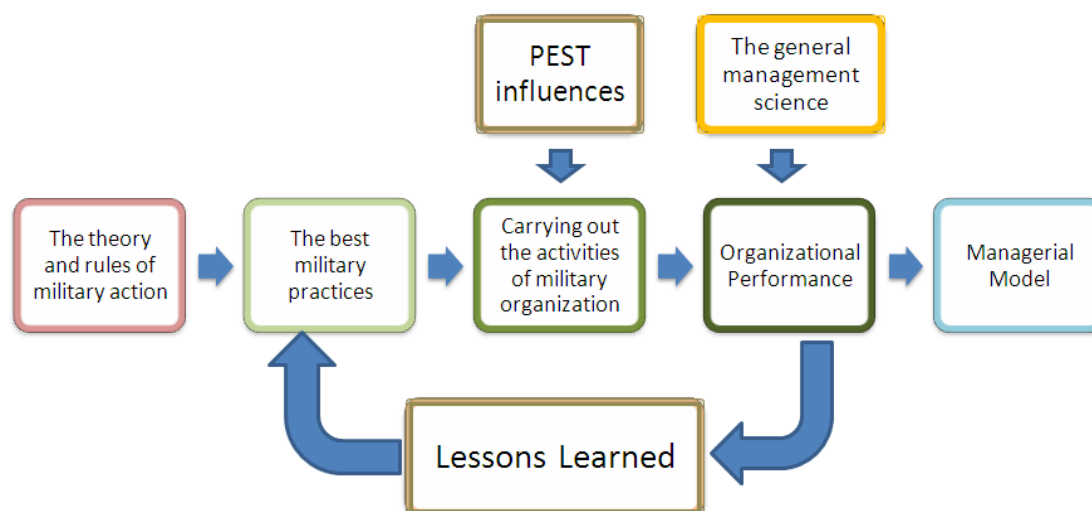 PEST
influences
The general
management
science
The theory
and rules of
military action
The best
military
practices
Carrying out
the activities
of military
organization
Organizational
Performance
Managerial
Model
Lessons Learned